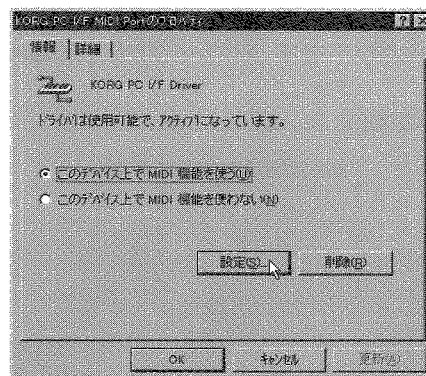 KORG PC I/F MIDI Portのプロパティ
情報
詳細
KORG PC I/F Driver
ドライバは使用可能で、アクティブになっています。
このデバイス上で MIDI 機能を使う(U)
このデバイス上で MIDI 機能を使わない(N)
設定(S)...
削除(R)
OK
キャンセル
更新(A)